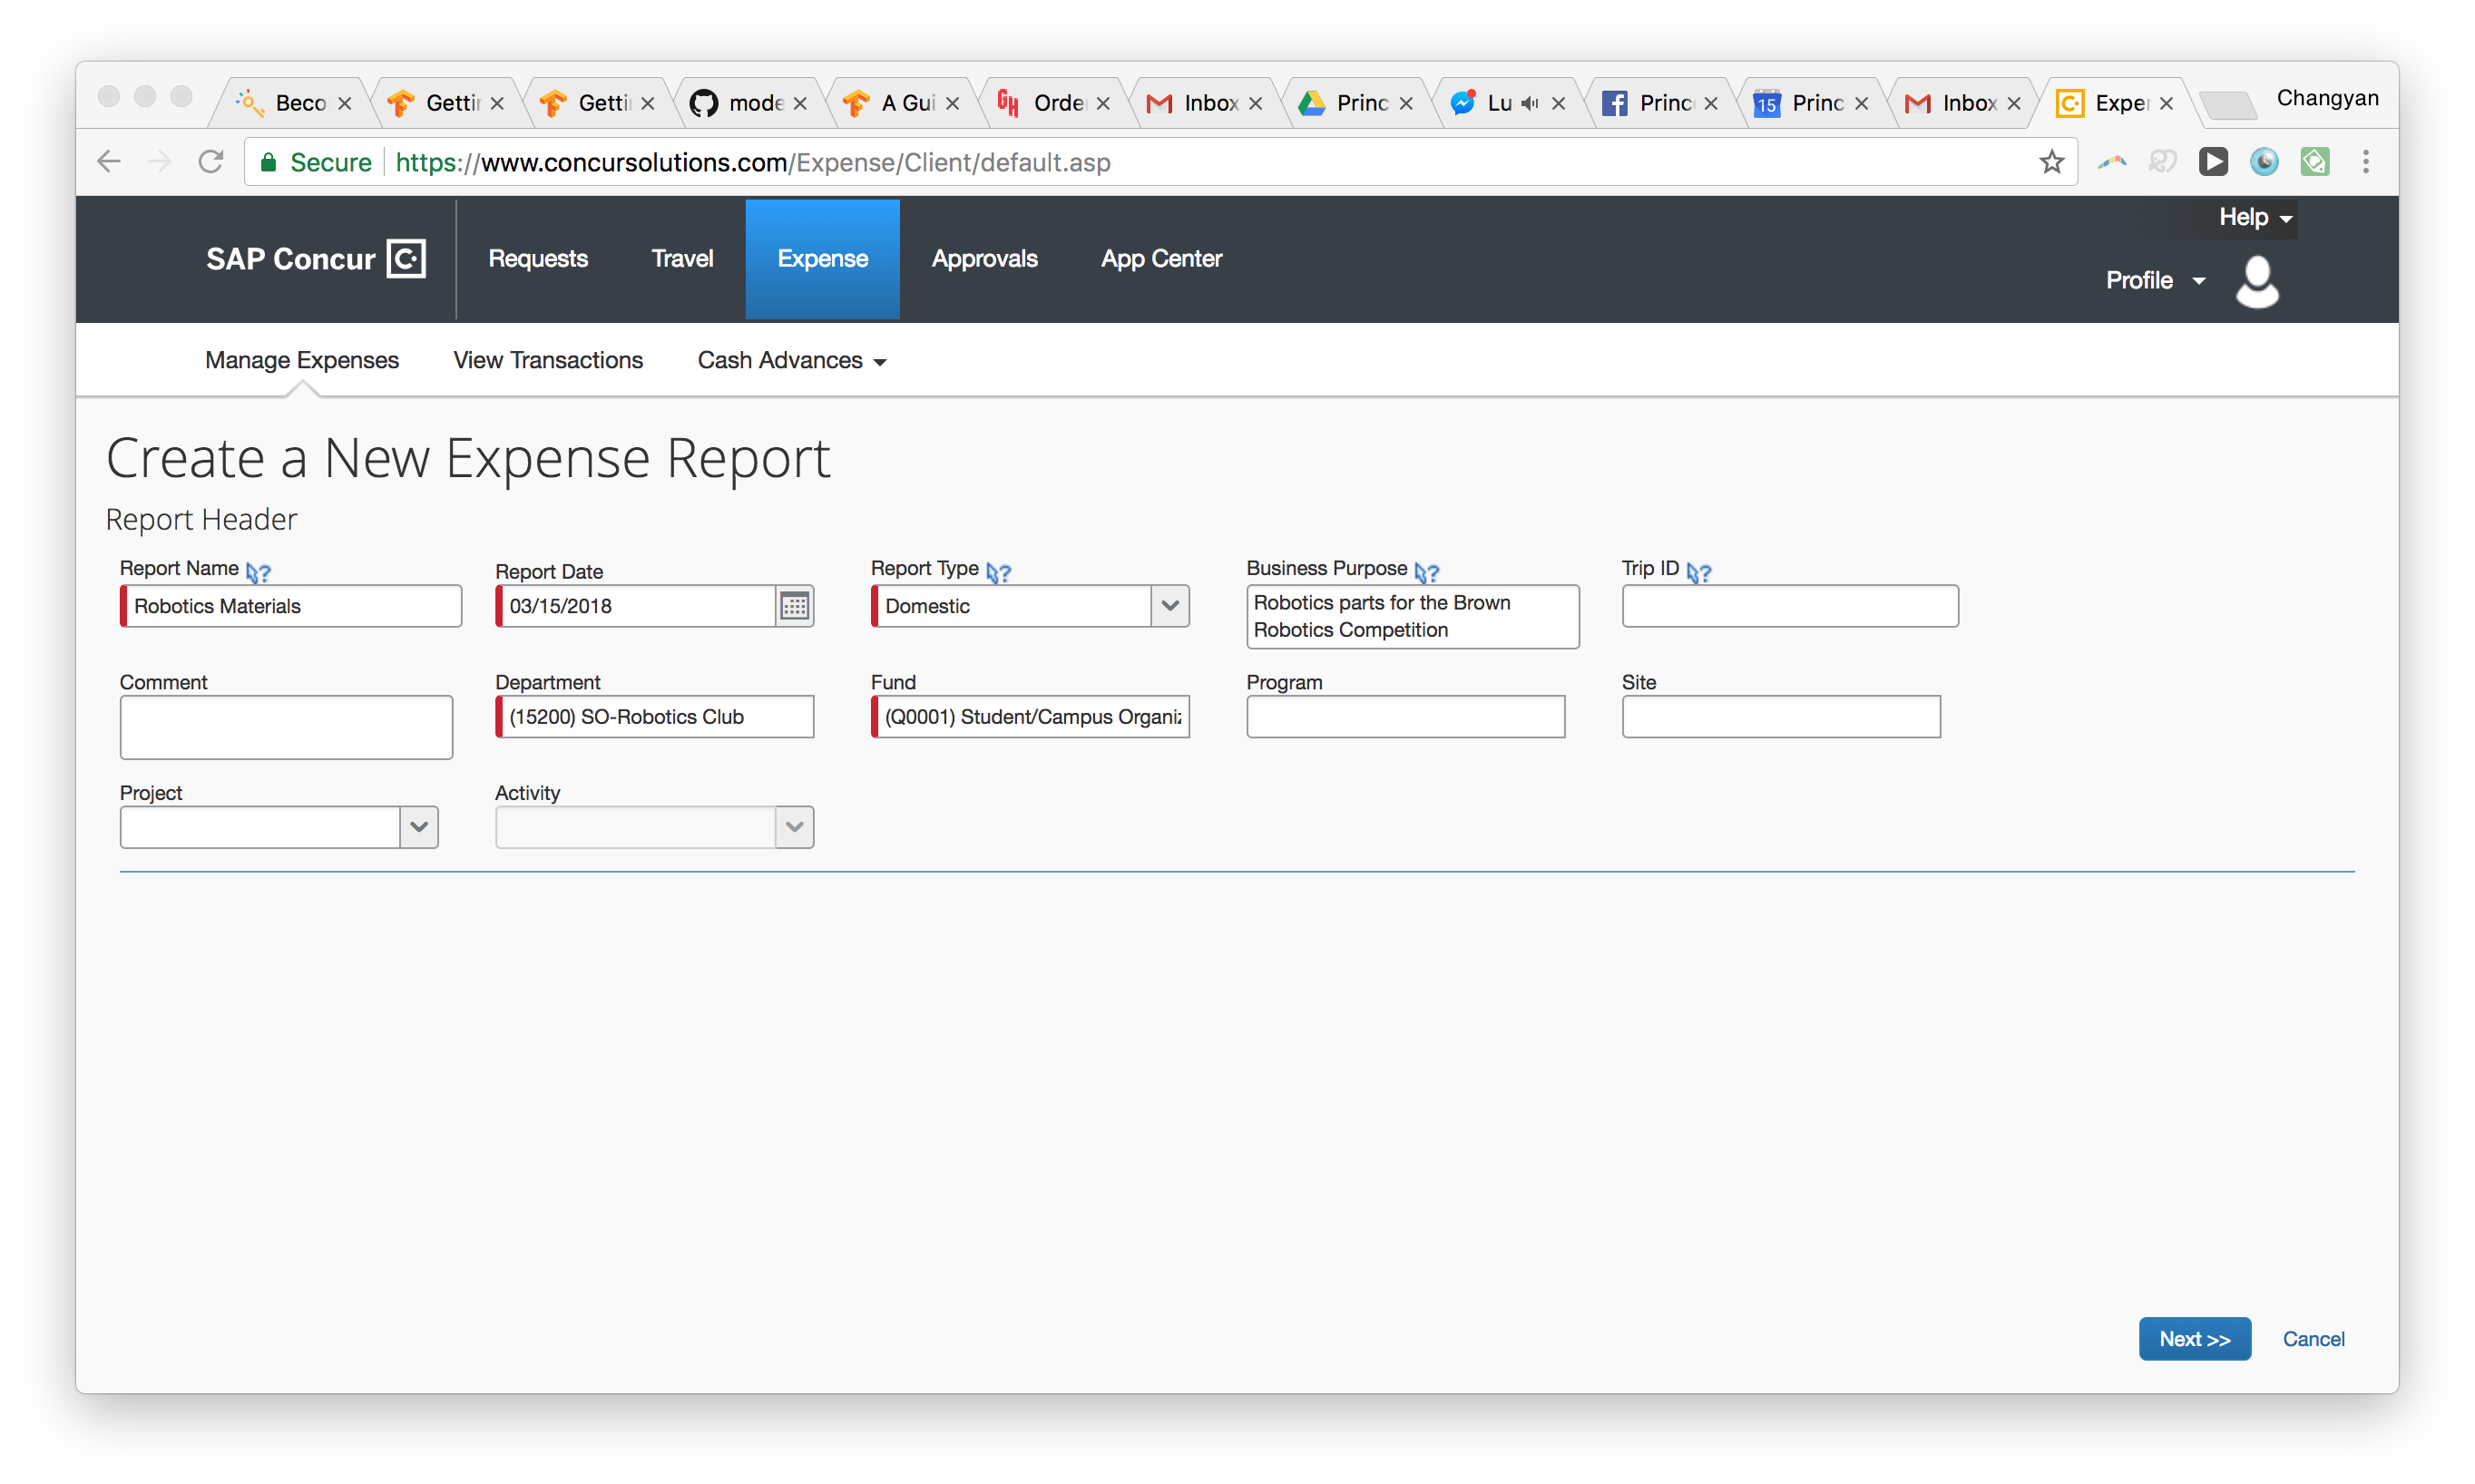 Beco Gettin Getti mode A Gui Orde Inbox Princ Lu Princ Princ Inbox Exper Changyan
Secure https://www.concursolutions.com/Expense/Client/default.asp
Help
SAP Concur Requests Travel Expense Approvals App Center
Profile
Manage Expenses View Transactions Cash Advances
Create a New Expense Report
Report Header
Report Name Report Date Report Type Business Purpose Trip ID
Robotics Materials 03/15/2018 Domestic Robotics parts for the Brown
Robotics Competition
Comment Department Fund Program Site
(15200) SO-Robotics Club (Q0001) Student/Campus Organiz
Project Activity
Next >> Cancel